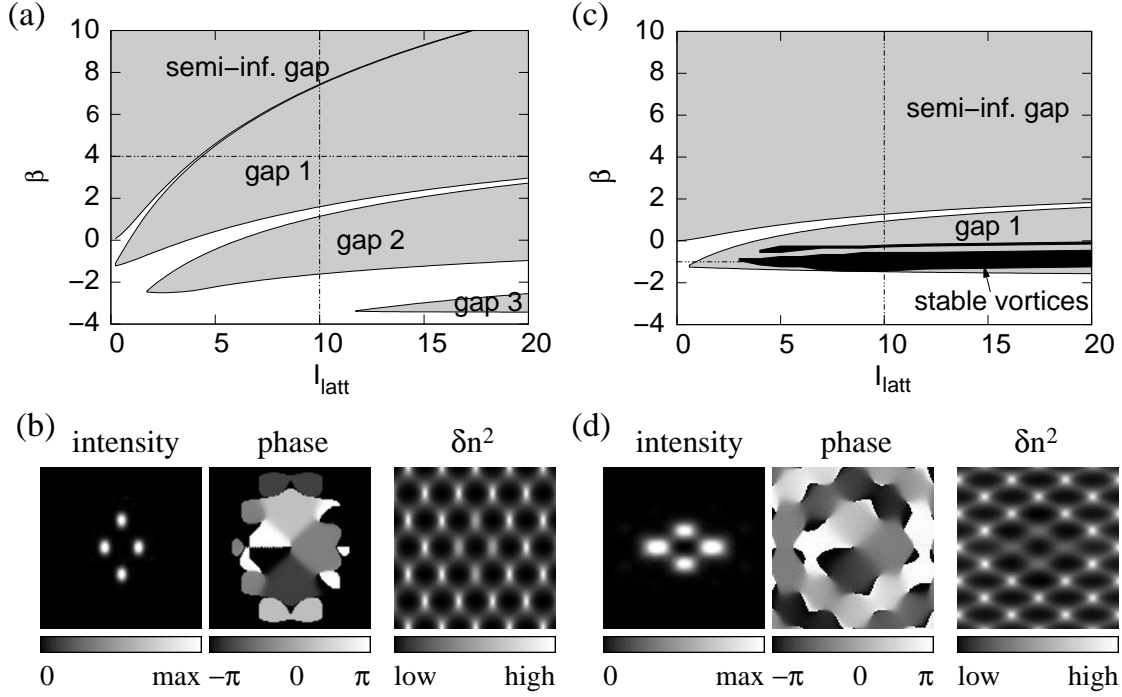 (a)
10
8
6
4
2
0
−2
−4
β
semi−inf. gap
gap 1
gap 2
gap 3
0
5
10
15
20
I_latt
(c)
10
8
6
4
2
0
−2
−4
β
semi−inf. gap
gap 1
stable vortices
0
5
10
15
20
I_latt
(b)
intensity
phase
δn²
0
max
−π
0
π
low
high
(d)
intensity
phase
δn²
0
max
−π
0
π
low
high